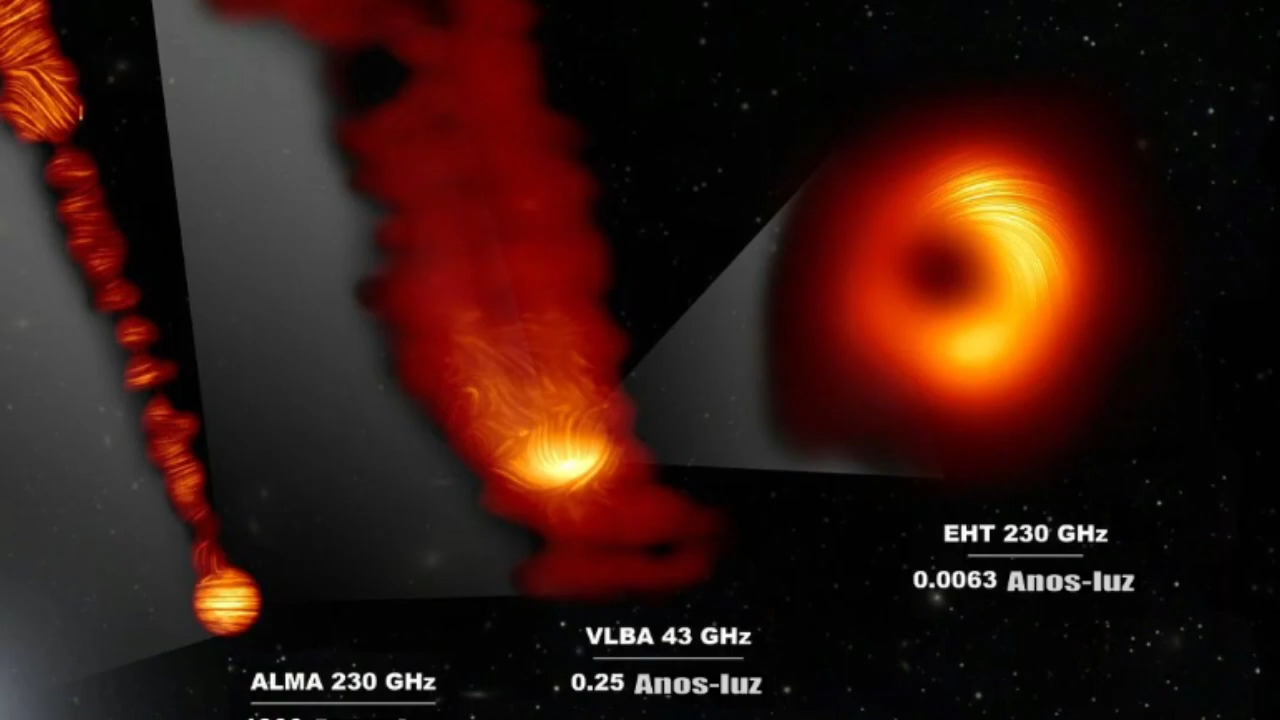 EHT 230 GHz
0.0063 Anos-luz
VLBA 43 GHz
0.25 Anos-luz
ALMA 230 GHz